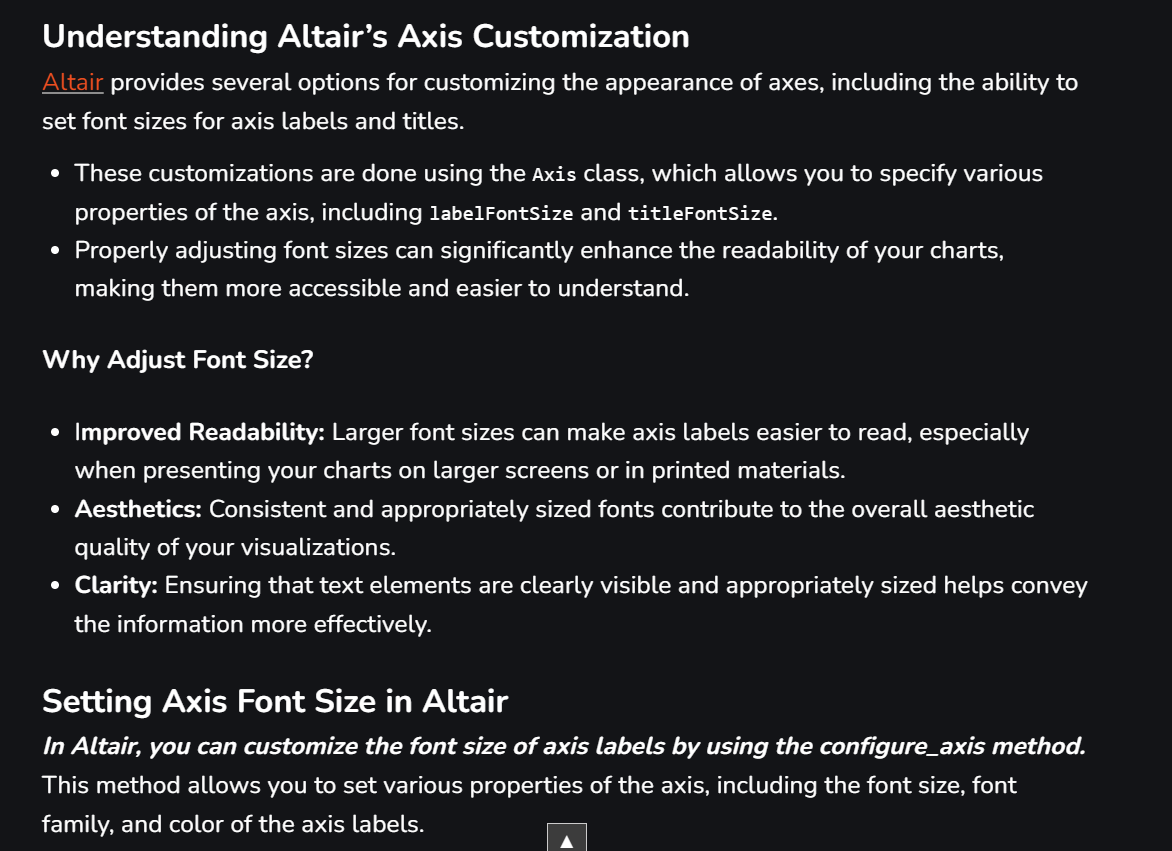 Understanding Altair’s Axis Customization
Altair provides several options for customizing the appearance of axes, including the ability to
set font sizes for axis labels and titles.
• These customizations are done using the Axis class, which allows you to specify various
properties of the axis, including labelFontSize and titleFontSize.
• Properly adjusting font sizes can significantly enhance the readability of your charts,
making them more accessible and easier to understand.
Why Adjust Font Size?
• Improved Readability: Larger font sizes can make axis labels easier to read, especially
when presenting your charts on larger screens or in printed materials.
• Aesthetics: Consistent and appropriately sized fonts contribute to the overall aesthetic
quality of your visualizations.
• Clarity: Ensuring that text elements are clearly visible and appropriately sized helps convey
the information more effectively.
Setting Axis Font Size in Altair
In Altair, you can customize the font size of axis labels by using the configure_axis method.
This method allows you to set various properties of the axis, including the font size, font
family, and color of the axis labels.